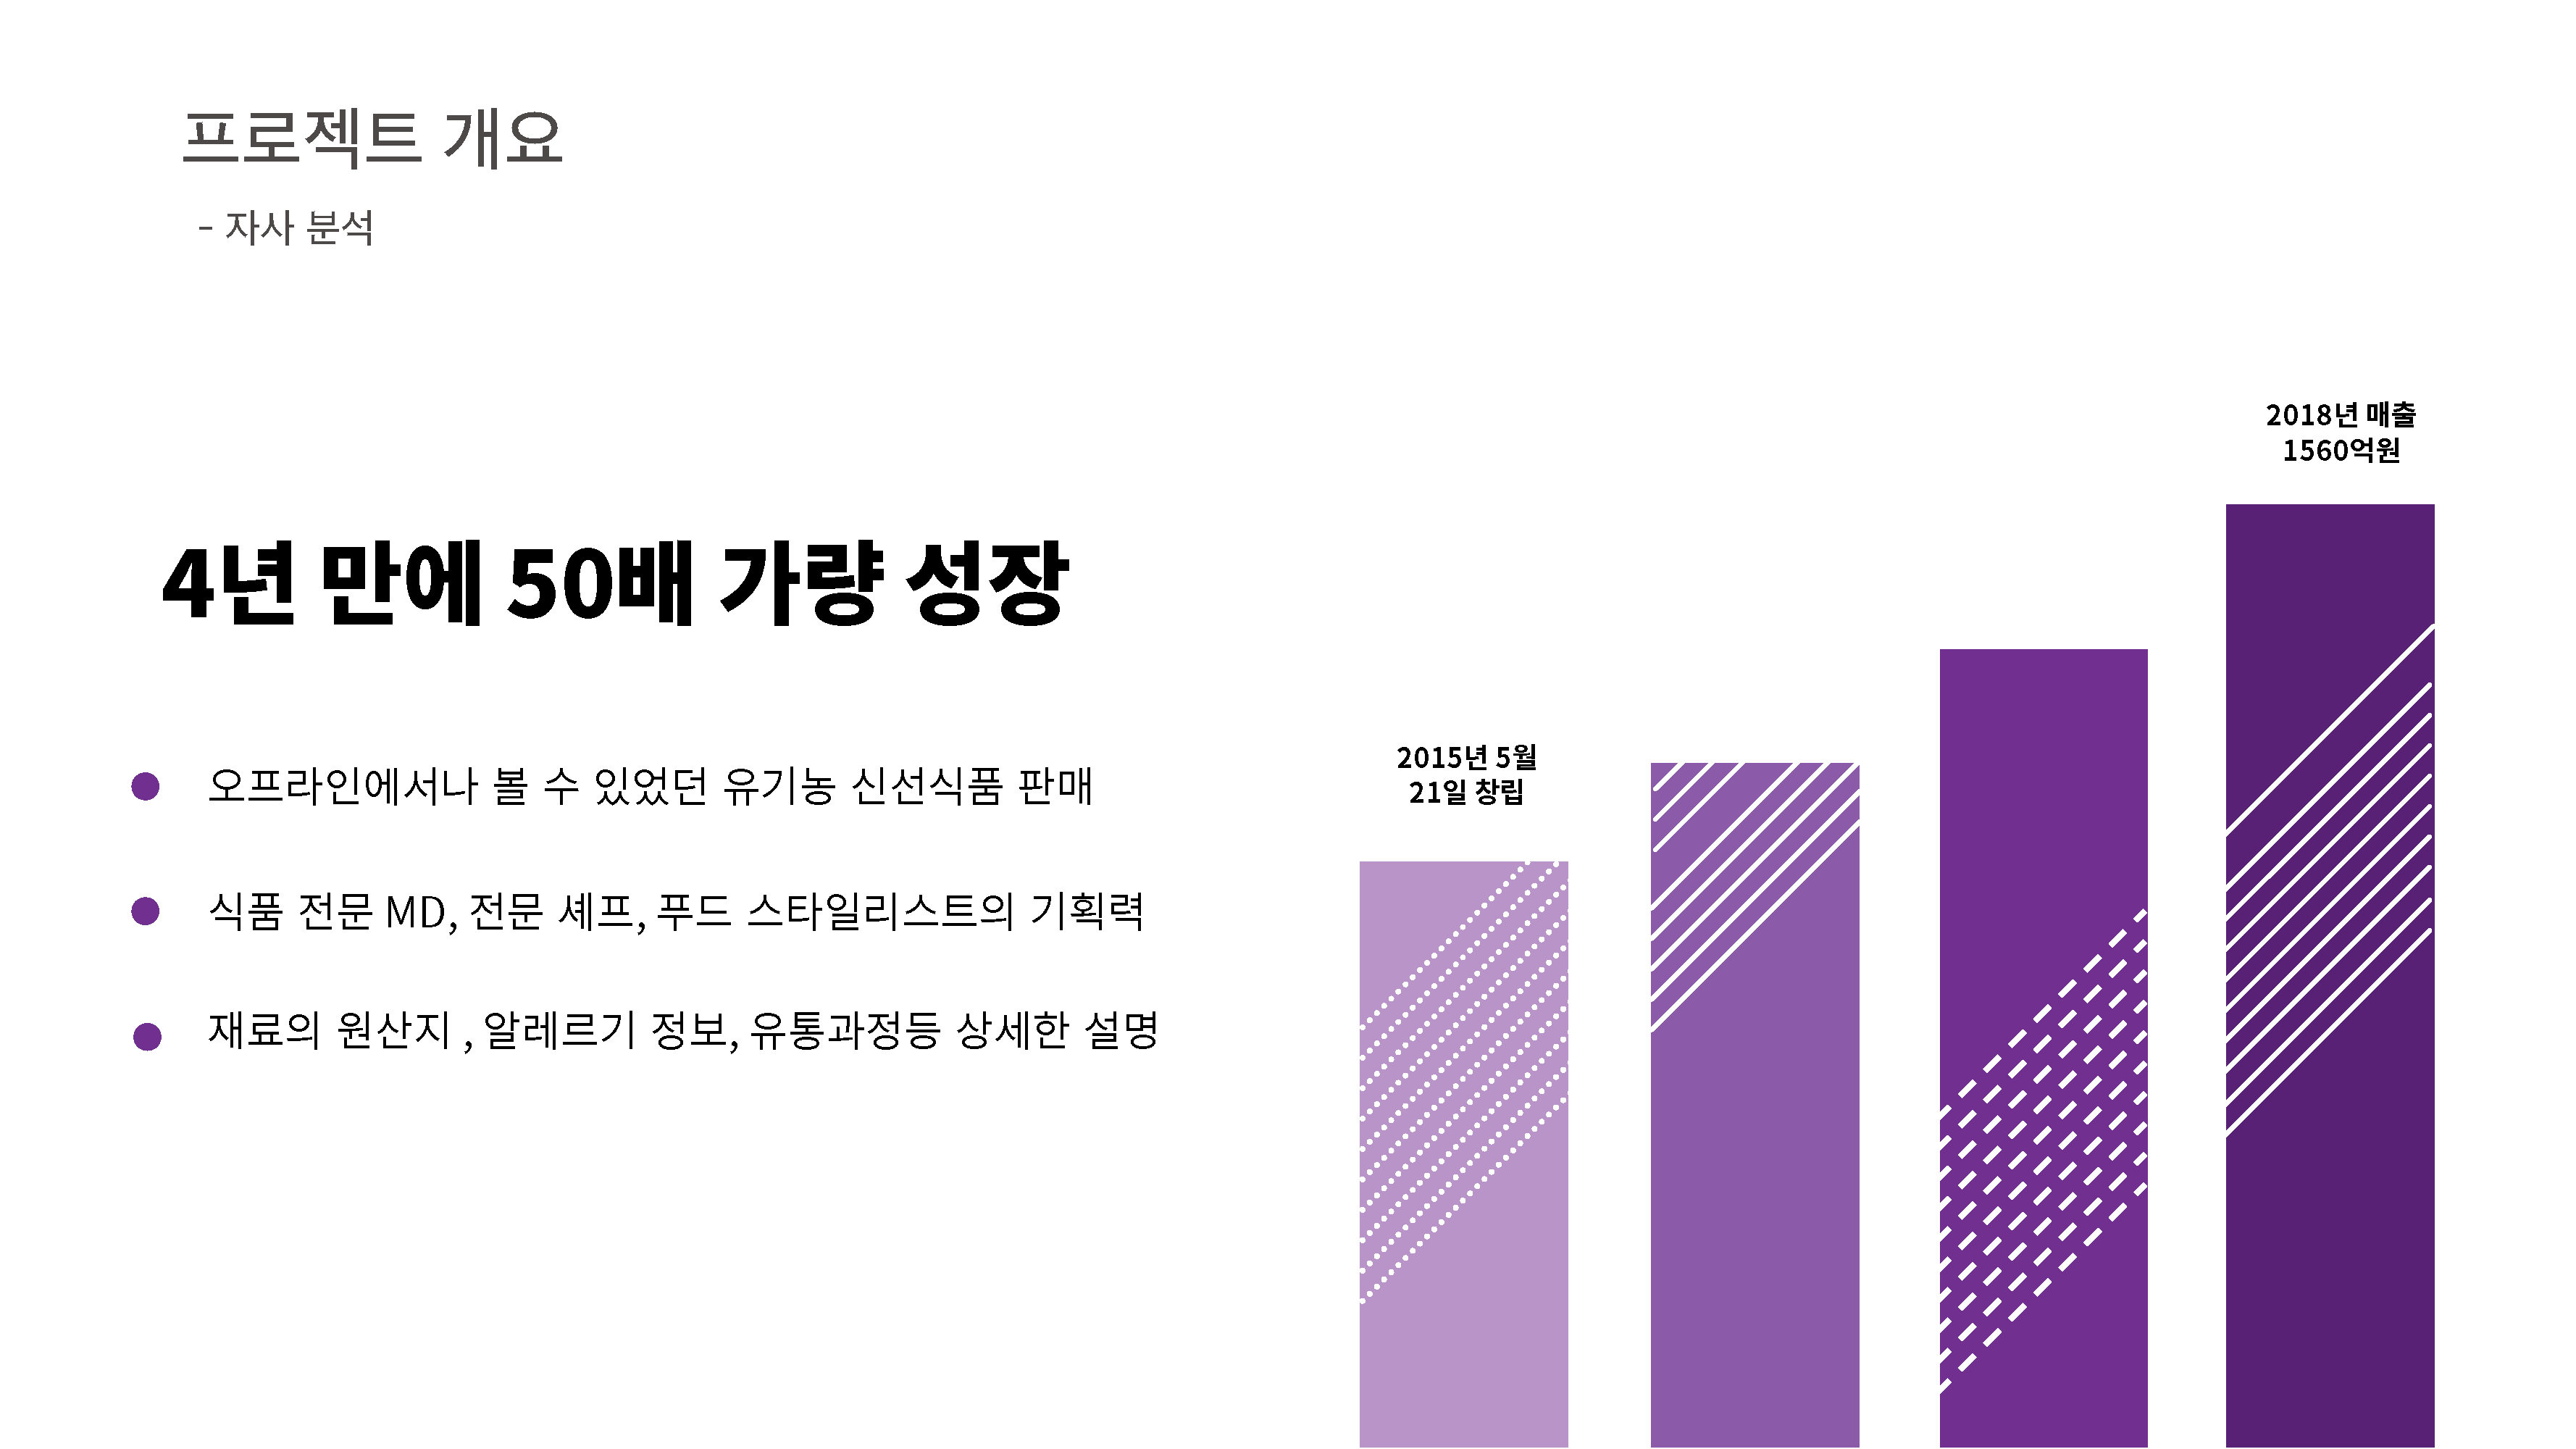 프로젝트 개요
- 자사 분석
4년 만에 50배 가량 성장
오프라인에서나 볼 수 있었던 유기농 신선식품 판매
식품 전문 MD, 전문 셰프, 푸드 스타일리스트의 기획력
재료의 원산지 , 알레르기 정보, 유통과정등 상세한 설명
2015년 5월
21일 창립
2018년 매출
1560억원